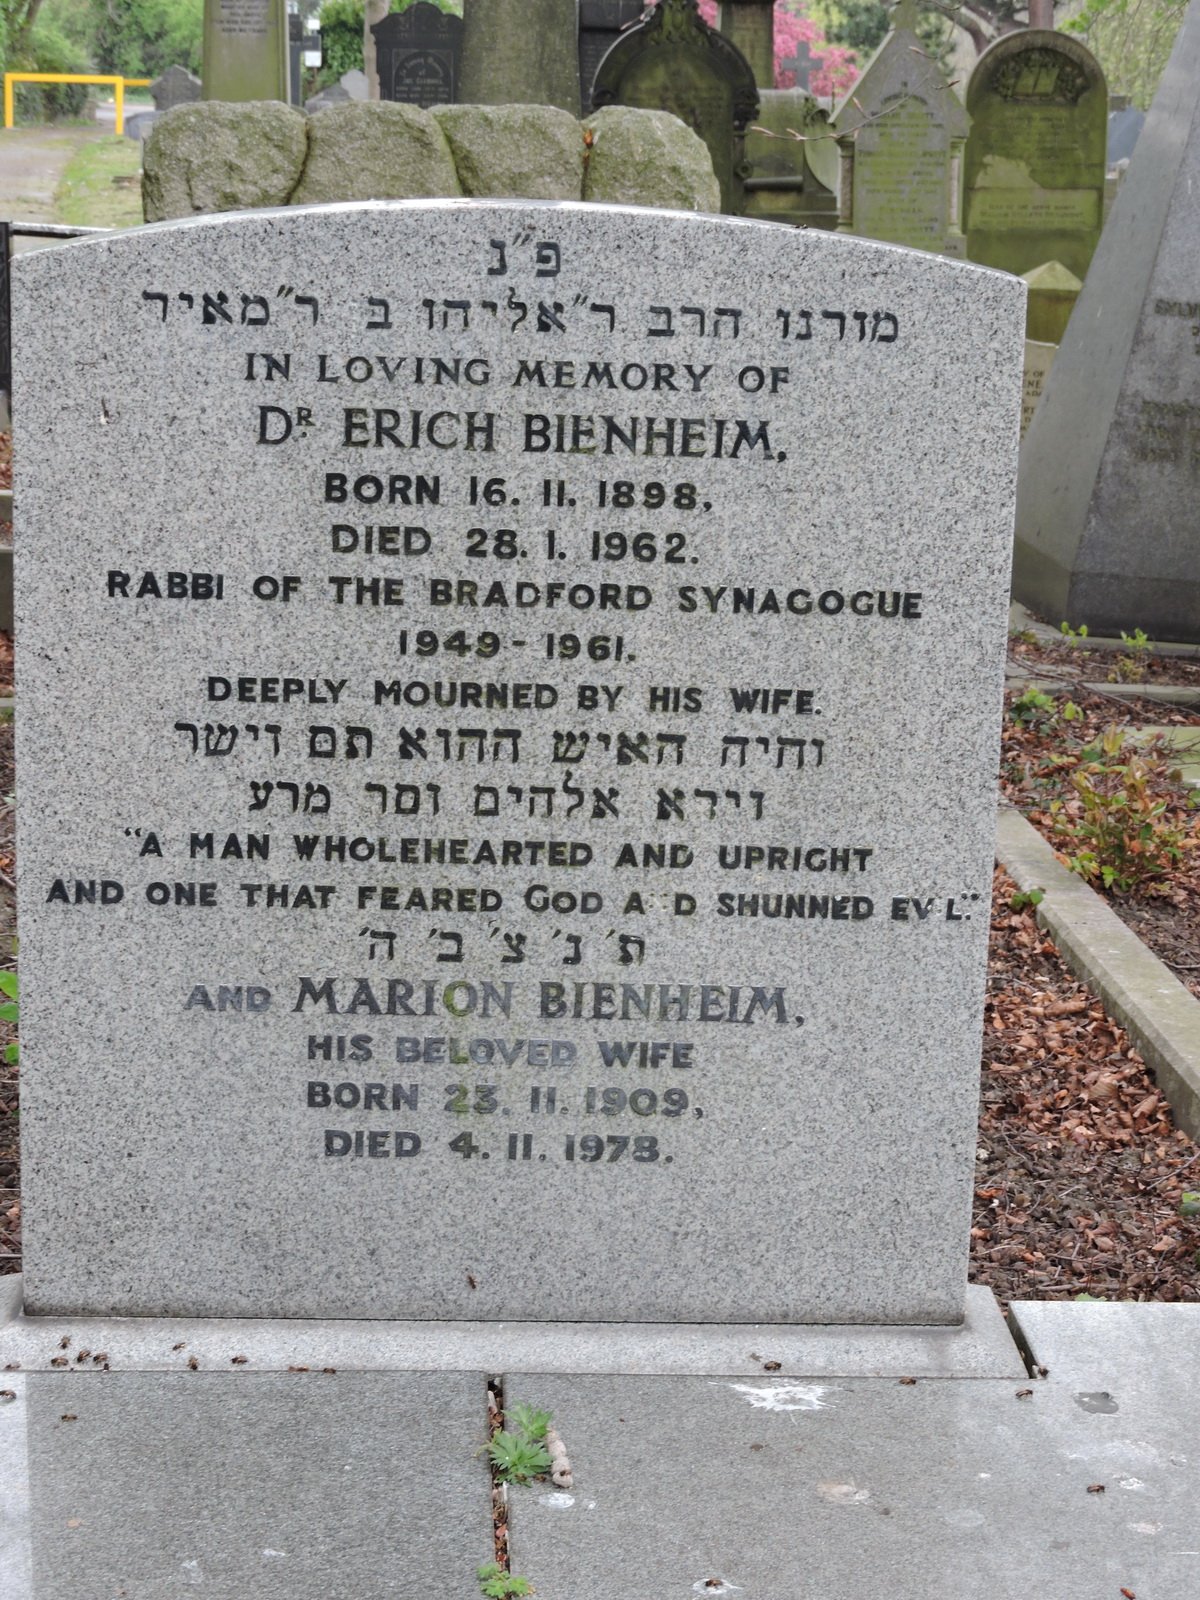 פ״נ
מורנו הרב ר״אליהו ב ר״מאיר
IN LOVING MEMORY OF
DR. ERICH BIENHEIM,
BORN 16. 11. 1898,
DIED 28. 1. 1962.
RABBI OF THE BRADFORD SYNAGOGUE
1949 - 1961.
DEEPLY MOURNED BY HIS WIFE.
והיה האיש ההוא תם וישר
וירא אלהים וסר מרע
“A MAN WHOLEHEARTED AND UPRIGHT
AND ONE THAT FEARED GOD A D SHUNNED EVIL.”
ת׳ נ׳ צ׳ ב׳ ה׳
AND MARION BIENHEIM,
HIS BELOVED WIFE
BORN 23. 11. 1909,
DIED 4. 11. 1978.